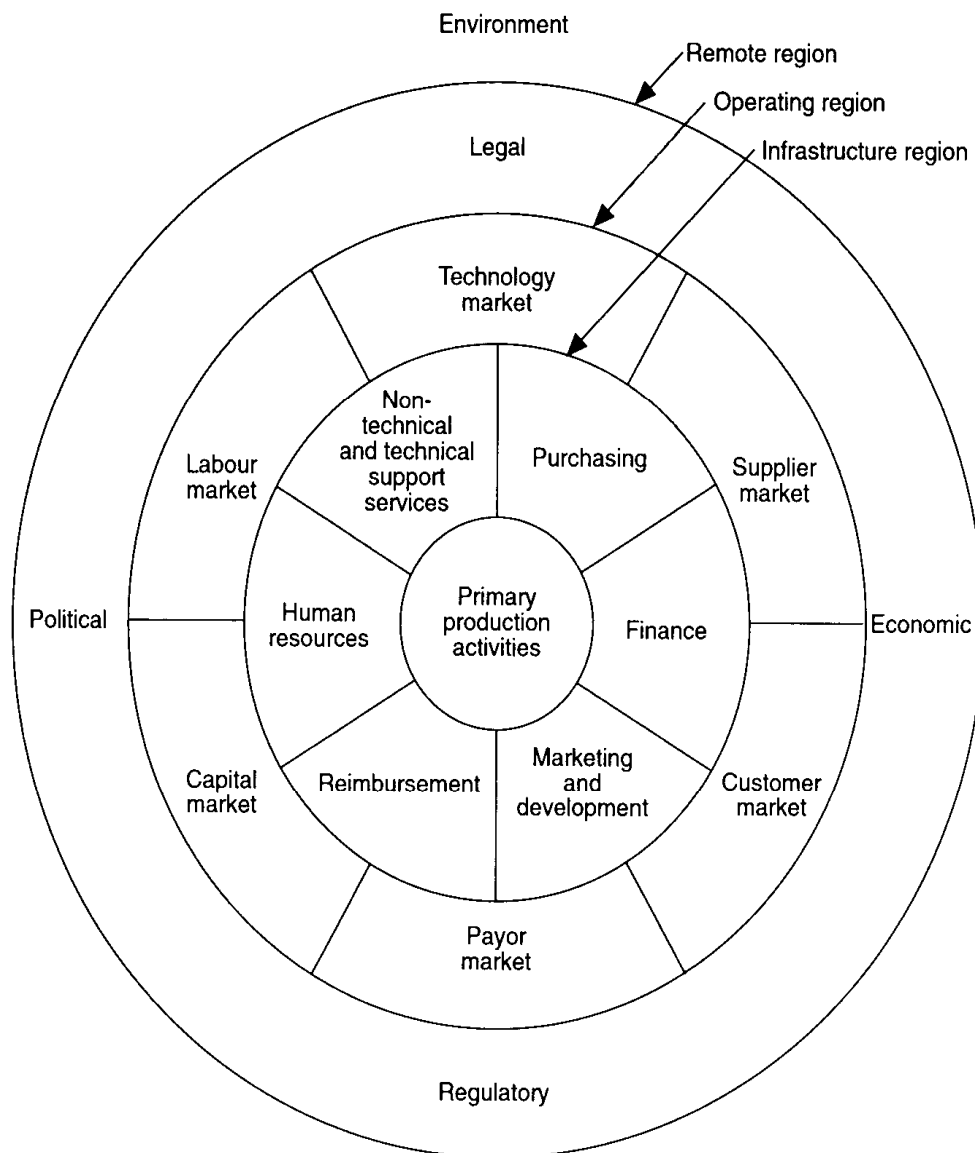 Environment
Remote region
Operating region
Infrastructure region
Legal
Technology
market
Non-
technical
and technical
support
services
Purchasing
Labour
market
Supplier
market
Political
Human
resources
Primary
production
activities
Finance
Economic
Capital
market
Reimbursement
Marketing
and
development
Customer
market
Payor
market
Regulatory